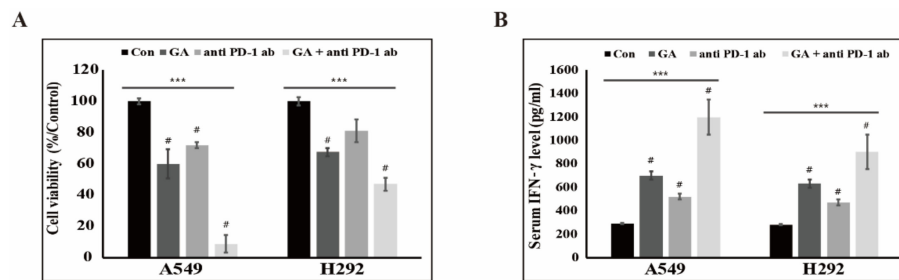 A
Con GA anti PD-1 ab GA + anti PD-1 ab
Cell viability (%/Control)
120
100
80
60
40
20
0
***
***
# # #
# #
A549 H292
B
Con GA anti PD-1 ab GA + anti PD-1 ab
Serum IFN-γ level (pg/ml)
1600
1400
1200
1000
800
600
400
200
0
***
***
# # #
# # #
A549 H292